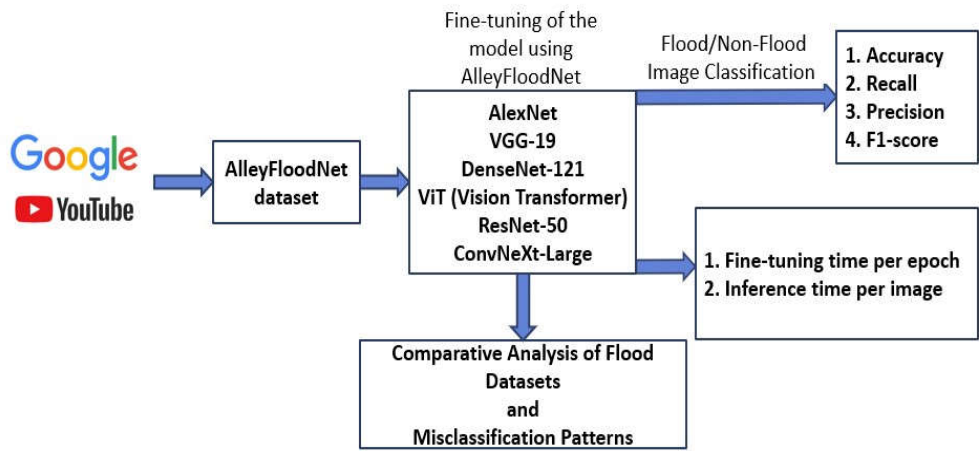 Google
YouTube
AlleyFloodNet
dataset
Fine-tuning of the
model using
AlleyFloodNet
AlexNet
VGG-19
DenseNet-121
ViT (Vision Transformer)
ResNet-50
ConvNeXt-Large
Flood/Non-Flood
Image Classification
1. Accuracy
2. Recall
3. Precision
4. F1-score
1. Fine-tuning time per epoch
2. Inference time per image
Comparative Analysis of Flood
Datasets
and
Misclassification Patterns